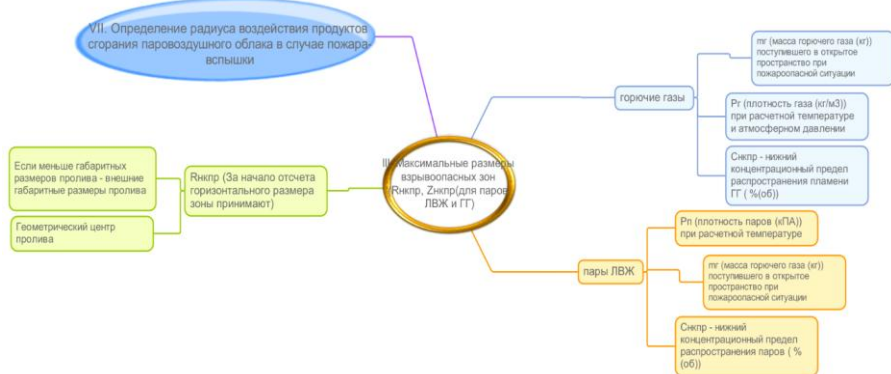 VII. Определение радиуса воздействия продуктов
сгорания паровоздушного облака в случае пожара-
вспышки
mг (масса горючего газа (кг))
поступившего в открытое
пространство при
пожароопасной ситуации
горючие газы
Pг (плотность газа (кг/м3))
при расчетной температуре
и атмосферном давлении
Снкпр - нижний
концентрационный предел
распространения пламени
ГГ ( %(об))
III. Максимальные размеры
взрывоопасных зон
Rнкпр, Zнкпр(для паров
ЛВЖ и ГГ)
Если меньше габаритных
размеров пролива - внешние
габаритные размеры пролива
Rнкпр (За начало отсчета
горизонтального размера
зоны принимают)
Геометрический центр
пролива
Pп (плотность паров (кПА))
при расчетной температуре
пары ЛВЖ
mг (масса горючего газа (кг))
поступившего в открытое
пространство при
пожароопасной ситуации
Снкпр - нижний
концентрационный предел
распространения паров ( %
(об))